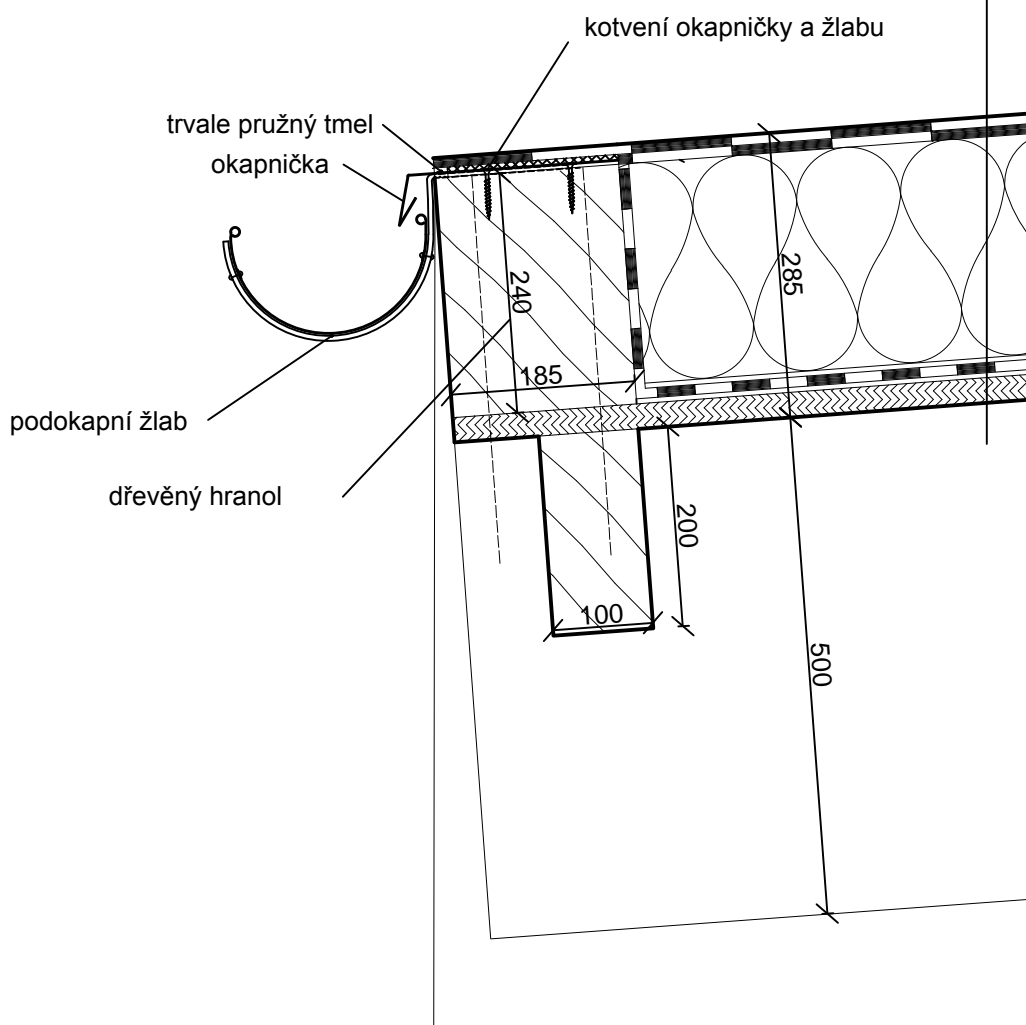 kotvení okapničky a žlabu
trvale pružný tmel
okapnička
285
240
185
podokapní žlab
dřevěný hranol
200
100
500